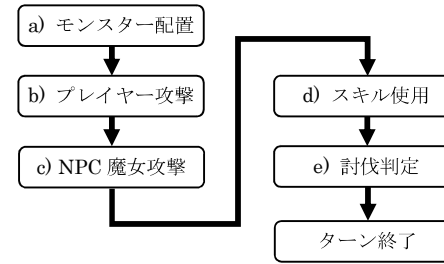 a) モンスター配置
b) プレイヤー攻撃
c) NPC 魔女攻撃
d) スキル使用
e) 討伐判定
ターン終了